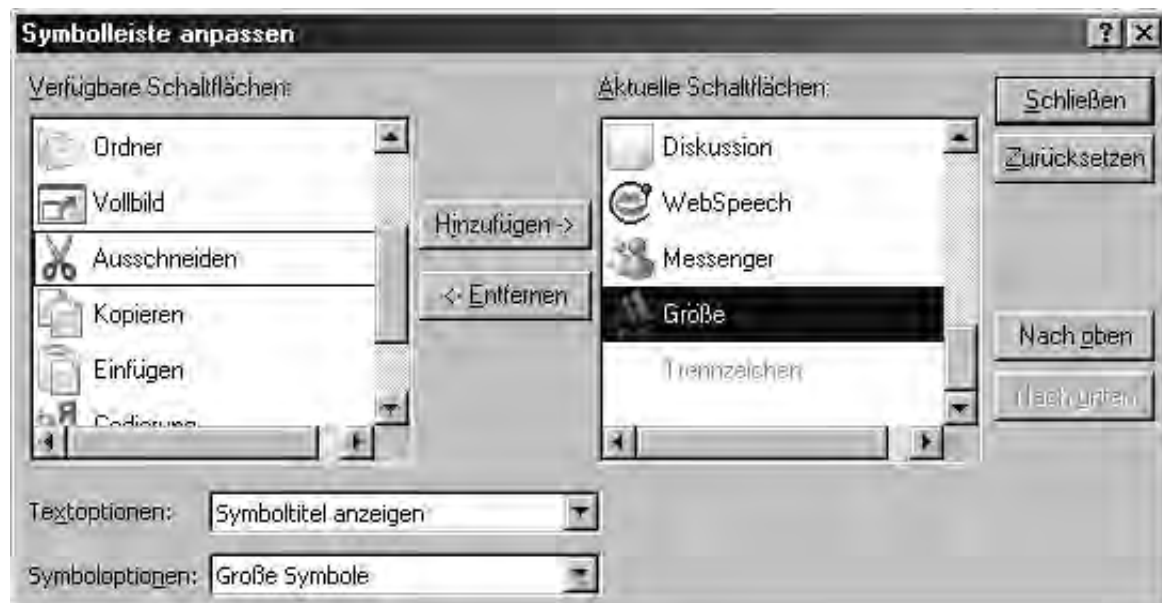 Symbolleiste anpassen
Verfügbare Schaltflächen:
Ordner
Vollbild
Ausschneiden
Kopieren
Einfügen
Codierung
Hinzufügen ->
<- Entfernen
Aktuelle Schaltflächen:
Diskussion
WebSpeech
Messenger
Größe
Trennzeichen
Schließen
Zurücksetzen
Nach oben
Nach unten
Textoptionen: Symboltitel anzeigen
Symboloptionen: Große Symbole